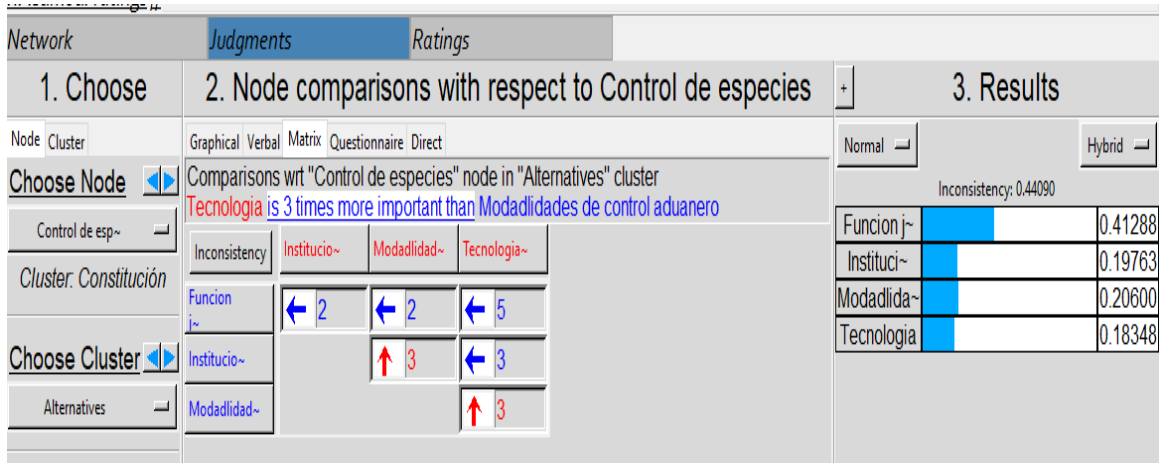 Network Judgments Ratings
1. Choose 2. Node comparisons with respect to Control de especies + 3. Results
Node Cluster Graphical Verbal Matrix Questionnaire Direct Normal Hybrid
Choose Node
Comparisons wrt "Control de especies" node in "Alternatives" cluster
Tecnologia is 3 times more important than Modadlidades de control aduanero
Inconsistency: 0.44090
Control de esp~
Cluster: Constitución
Inconsistency Institucio~ Modadlidad~ Tecnologia~
Funcion j~ 2 2 5
Institucio~ 3 3
Modadlidad~ 3
Choose Cluster
Alternatives
Funcion j~ 0.41288
Instituci~ 0.19763
Modadlida~ 0.20600
Tecnologia 0.18348